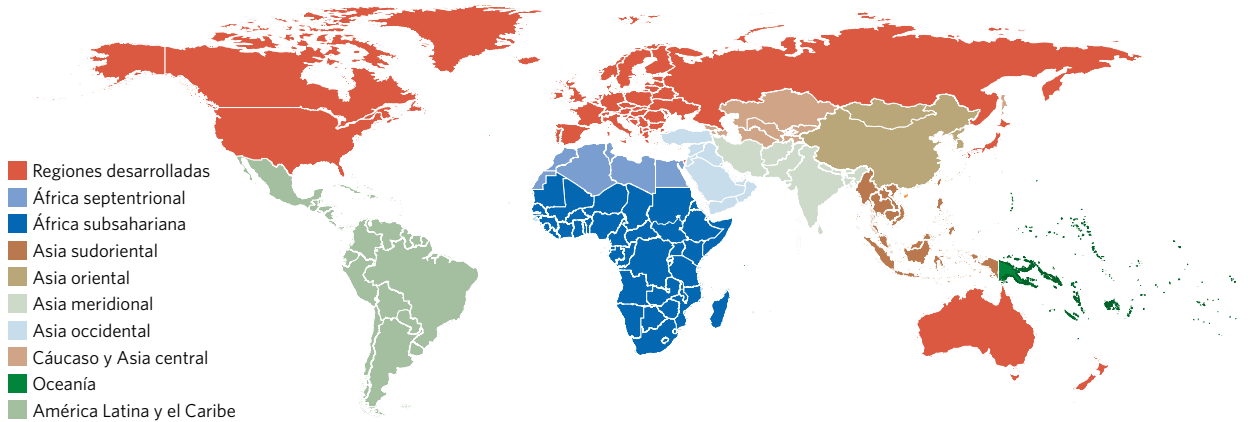 Regiones desarrolladas
África septentrional
África subsahariana
Asia sudoriental
Asia oriental
Asia meridional
Asia occidental
Cáucaso y Asia central
Oceanía
América Latina y el Caribe